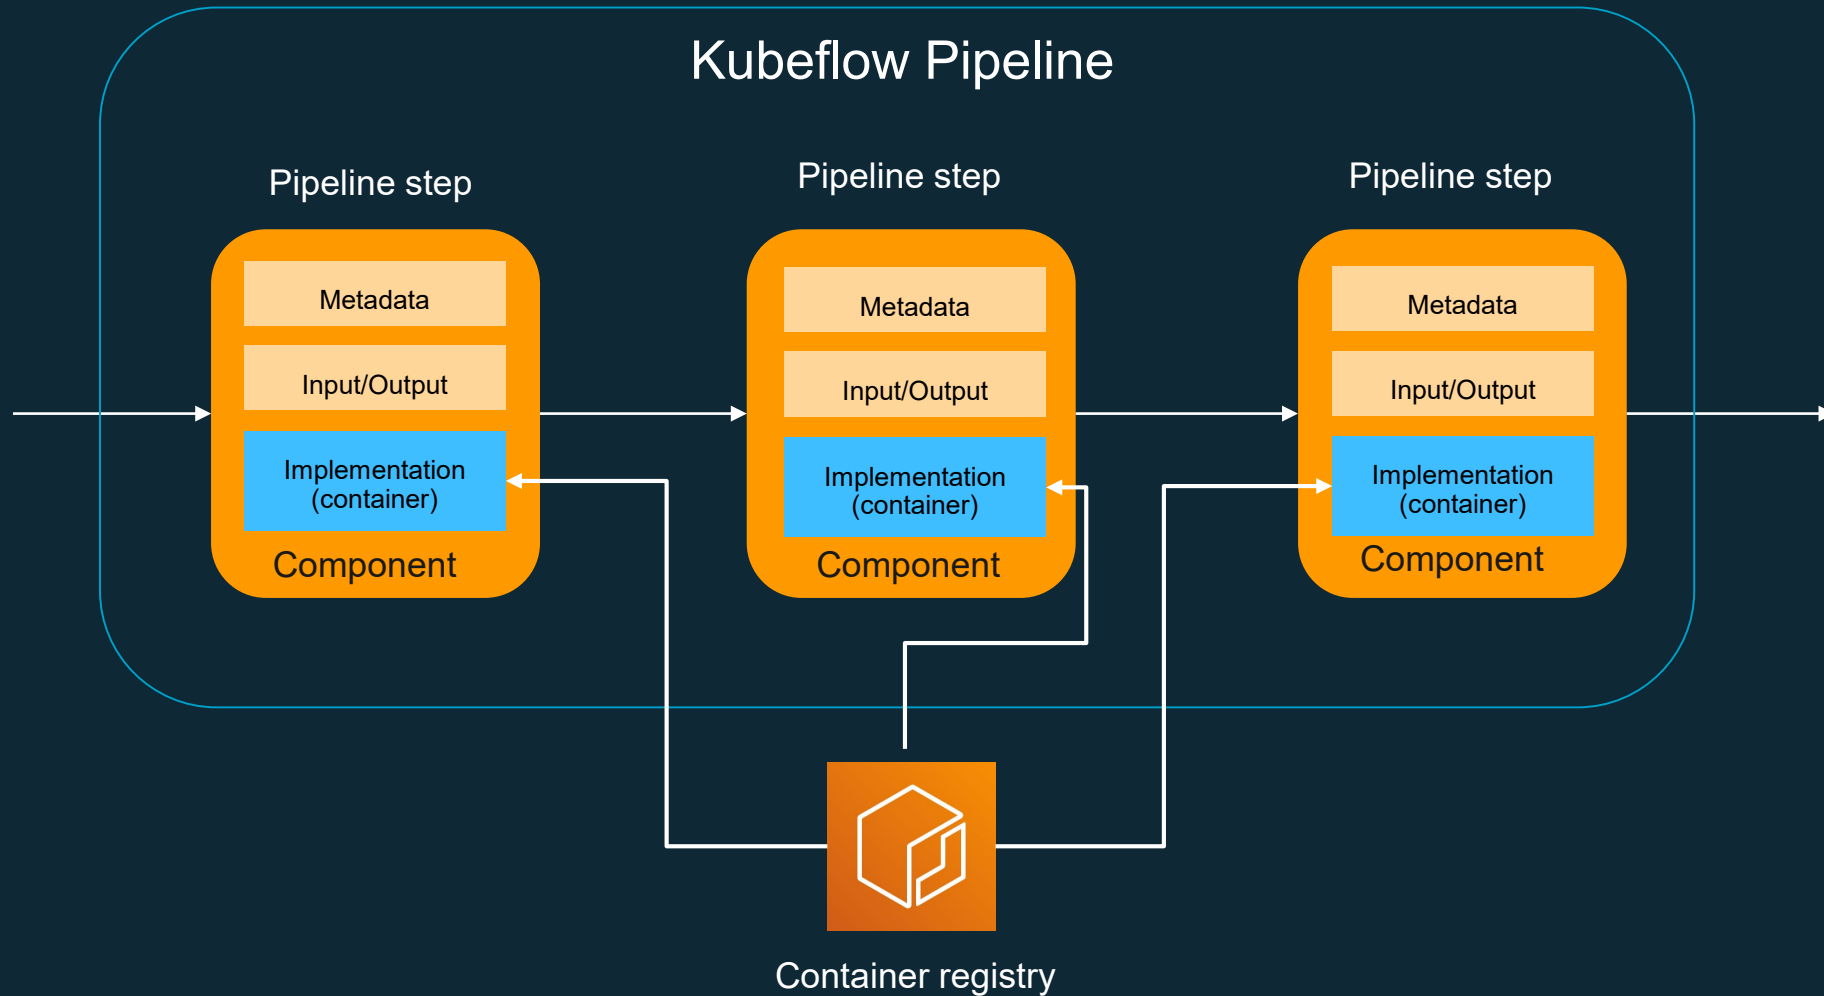 Kubeflow Pipeline
Pipeline step
Metadata
Input/Output
Implementation
(container)
Component
Pipeline step
Metadata
Input/Output
Implementation
(container)
Component
Pipeline step
Metadata
Input/Output
Implementation
(container)
Component
Container registry